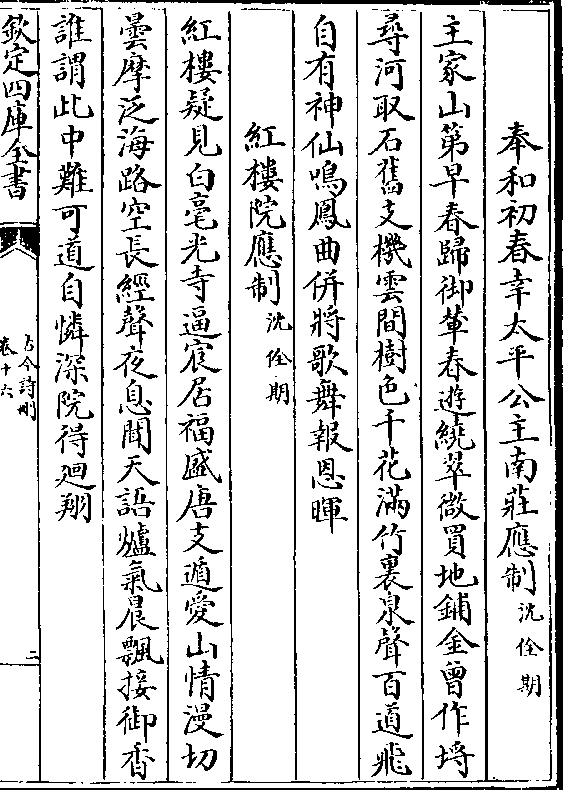 奉和初春幸太平公主南莊應制沈佺期
主家山第早春歸御輦春遊繞翠微買地鋪金曾作埒
尋河取石舊支機雲間樹色千花滿竹裏泉聲百道飛
自有神仙鳴鳳曲併將歌舞報恩暉
紅樓院應制沈佺期
紅樓疑見白毫光寺逼宸居福盛唐支遁愛山情漫切
曇摩泛海路空長經聲夜息聞天語爐氣晨飄接御香
誰謂此中難可道自憐深院得迴翔
欽定四庫全書
古今詩刪
卷十六
二